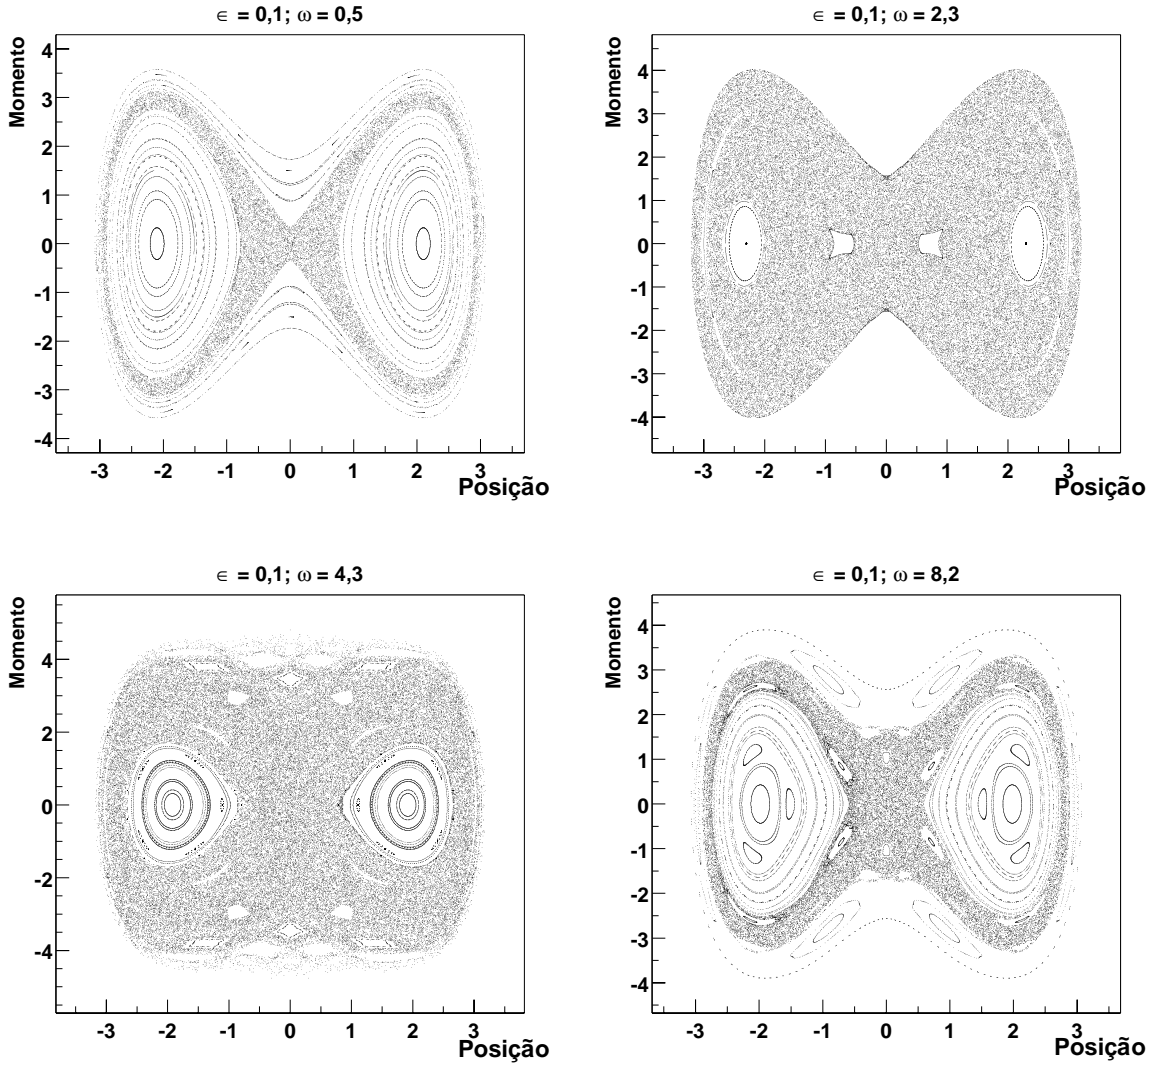 ∈ = 0,1; ω = 0,5
Momento
4
3
2
1
0
-1
-2
-3
-4
-3 -2 -1 0 1 2 3
Posição
∈ = 0,1; ω = 2,3
Momento
4
3
2
1
0
-1
-2
-3
-4
-3 -2 -1 0 1 2 3
Posição
∈ = 0,1; ω = 4,3
Momento
4
2
0
-2
-4
-3 -2 -1 0 1 2 3
Posição
∈ = 0,1; ω = 8,2
Momento
4
3
2
1
0
-1
-2
-3
-4
-3 -2 -1 0 1 2 3
Posição